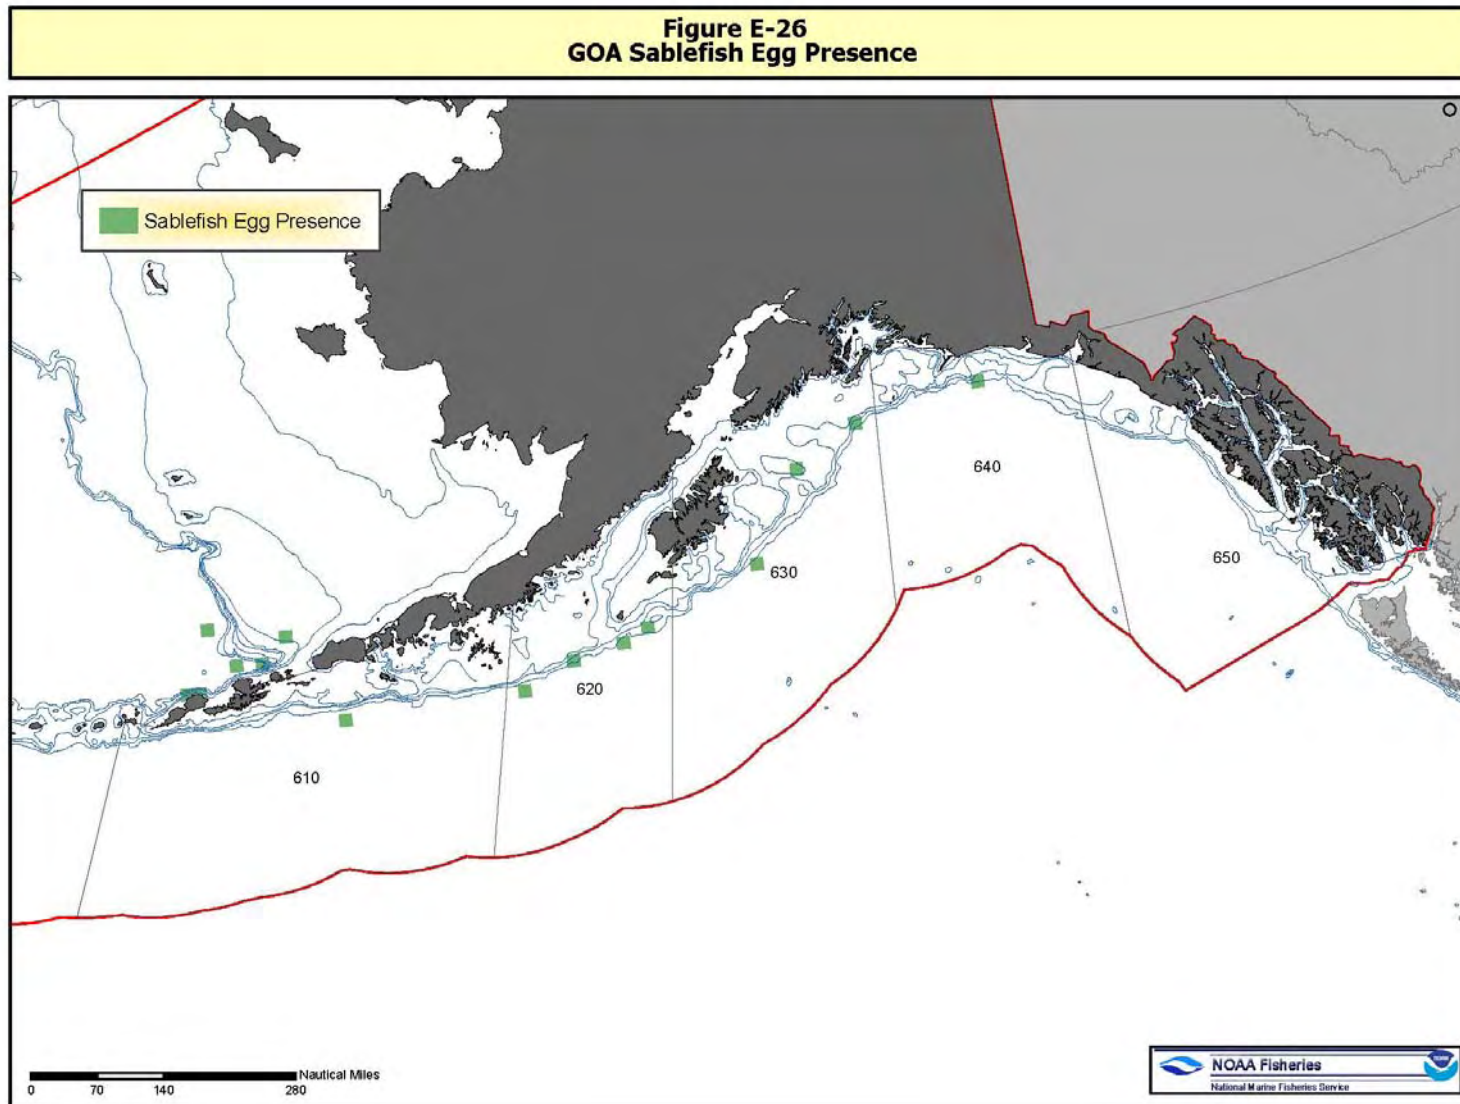 Figure E-26
GOA Sablefish Egg Presence
Sablefish Egg Presence
640
650
630
620
610
Nautical Miles
0 70 140 280
NOAA Fisheries
National Marine Fisheries Service